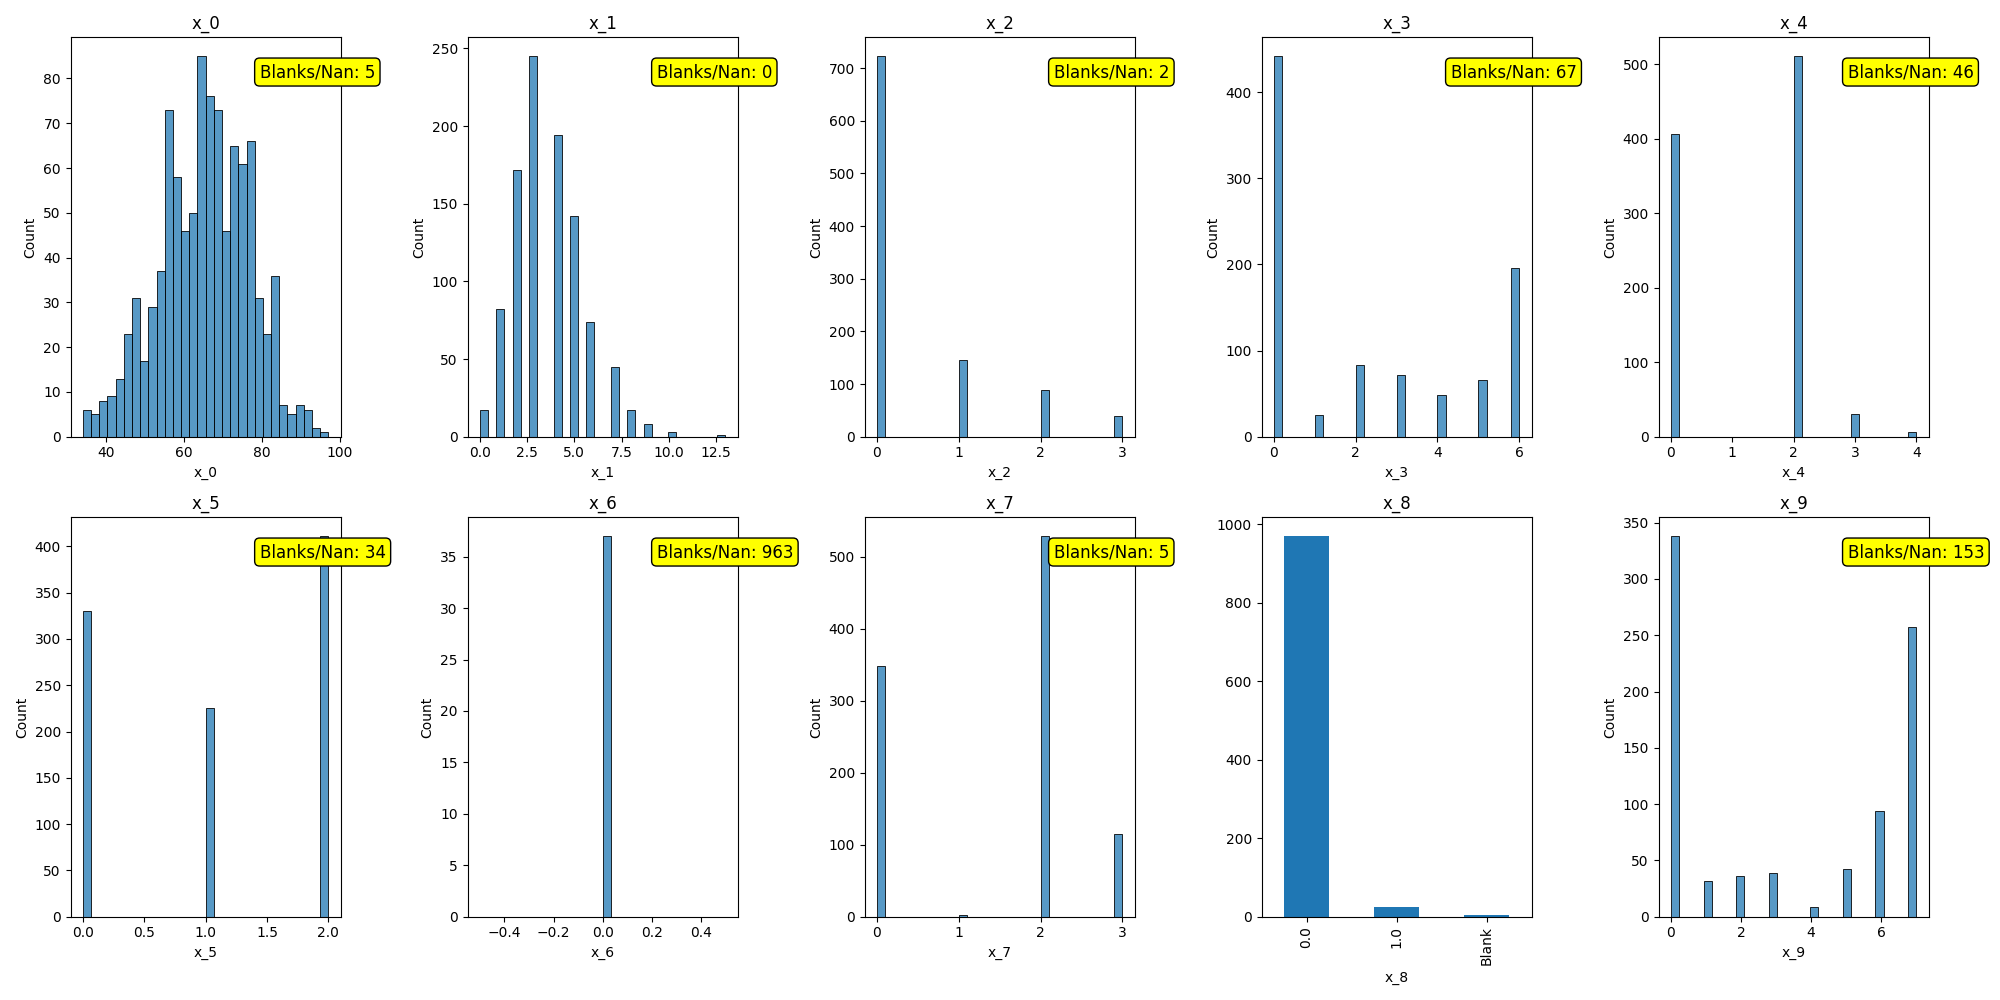 x_0
x_1
x_2
x_3
x_4
Blanks/Nan: 5
Blanks/Nan: 0
Blanks/Nan: 2
Blanks/Nan: 67
Blanks/Nan: 46
Count
0
10
20
30
40
50
60
70
80
40
60
80
100
x_0
Count
0
50
100
150
200
250
0.0
2.5
5.0
7.5
10.0
12.5
x_1
Count
0
100
200
300
400
500
600
700
0
1
2
3
x_2
Count
0
100
200
300
400
0
2
4
6
x_3
Count
0
100
200
300
400
500
0
1
2
3
4
x_4
x_5
x_6
x_7
x_8
x_9
Blanks/Nan: 34
Blanks/Nan: 963
Blanks/Nan: 5
Blanks/Nan: 153
Count
0
50
100
150
200
250
300
350
400
0.0
0.5
1.0
1.5
2.0
x_5
Count
0
5
10
15
20
25
30
35
−0.4
−0.2
0.0
0.2
0.4
x_6
Count
0
100
200
300
400
500
0
1
2
3
x_7
0
200
400
600
800
1000
0.0
1.0
Blank
x_8
Count
0
50
100
150
200
250
300
350
0
2
4
6
x_9